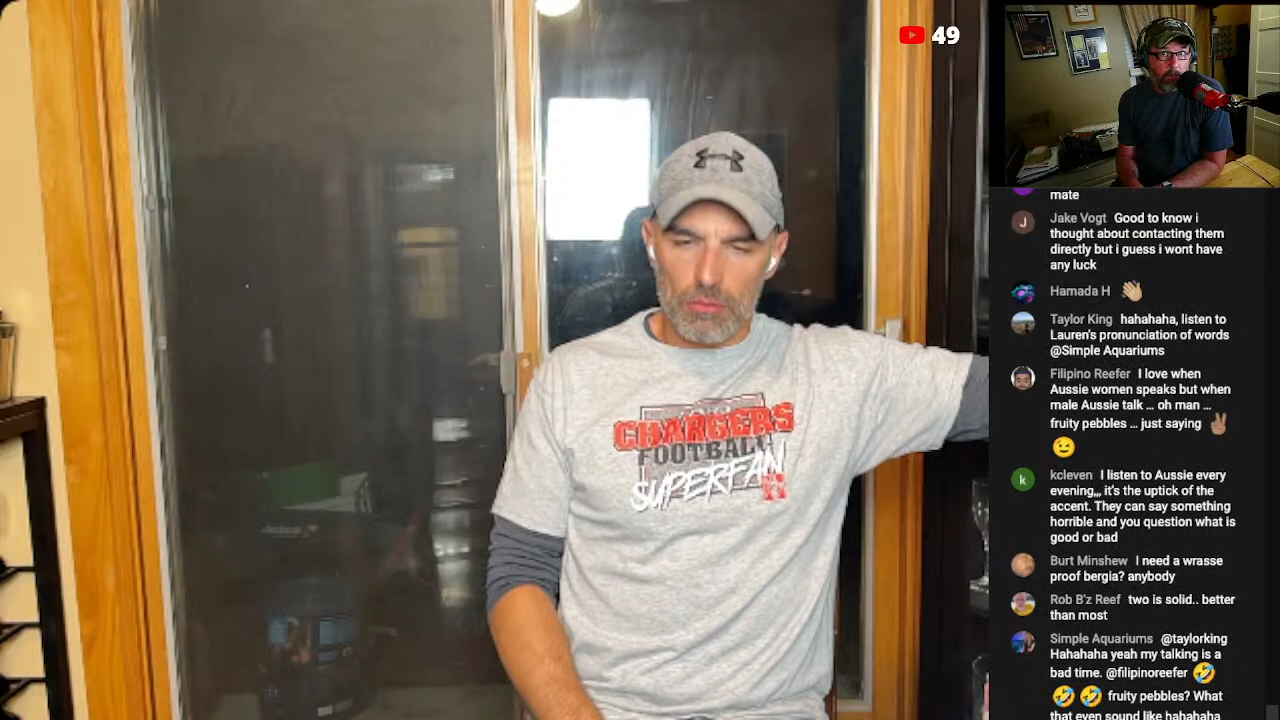 49
CHARGERS
FOOTBALL
SUPERFAN
mate
J
Jake Vogt Good to know i
thought about contacting them
directly but i guess i wont have
any luck
Hamada H 👋🏼
Taylor King hahahaha, listen to
Lauren's pronunciation of words
@Simple Aquariums
Filipino Reefer I love when
Aussie women speaks but when
male Aussie talk … oh man …
fruity pebbles … just saying ✌🏽
😉
k
kcleven I listen to Aussie every
evening,,, it's the uptick of the
accent. They can say something
horrible and you question what is
good or bad
Burt Minshew I need a wrasse
proof bergia? anybody
Rob B'z Reef two is solid.. better
than most
Simple Aquariums @taylorking
Hahahaha yeah my talking is a
bad time. @filipinoreefer 🤣
🤣 🤣 fruity pebbles? What
that even sound like hahahaha